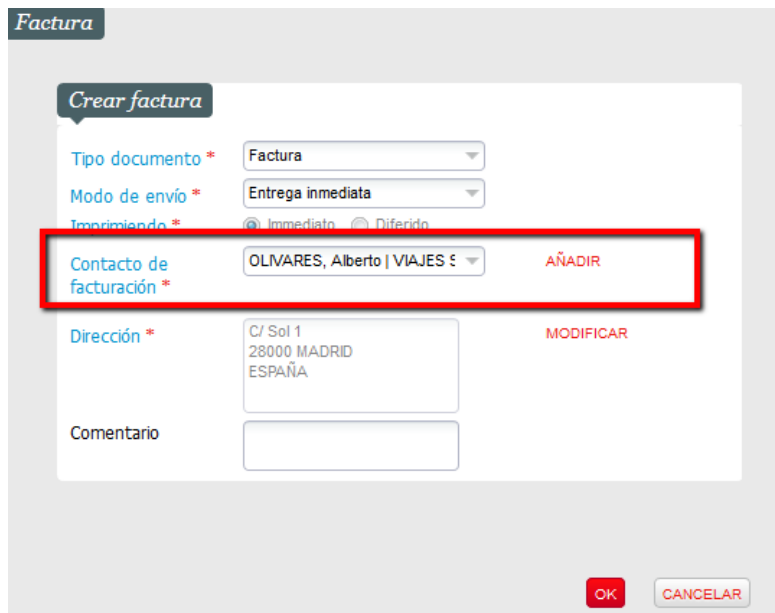 Factura
Crear factura
Tipo documento * Factura
Modo de envío * Entrega inmediata
Imprimiendo * Immediato Diferido
Contacto de facturación * OLIVARES, Alberto | VIAJES S AÑADIR
Dirección * C/ Sol 1 MODIFICAR
28000 MADRID
ESPAÑA
Comentario
OK CANCELAR